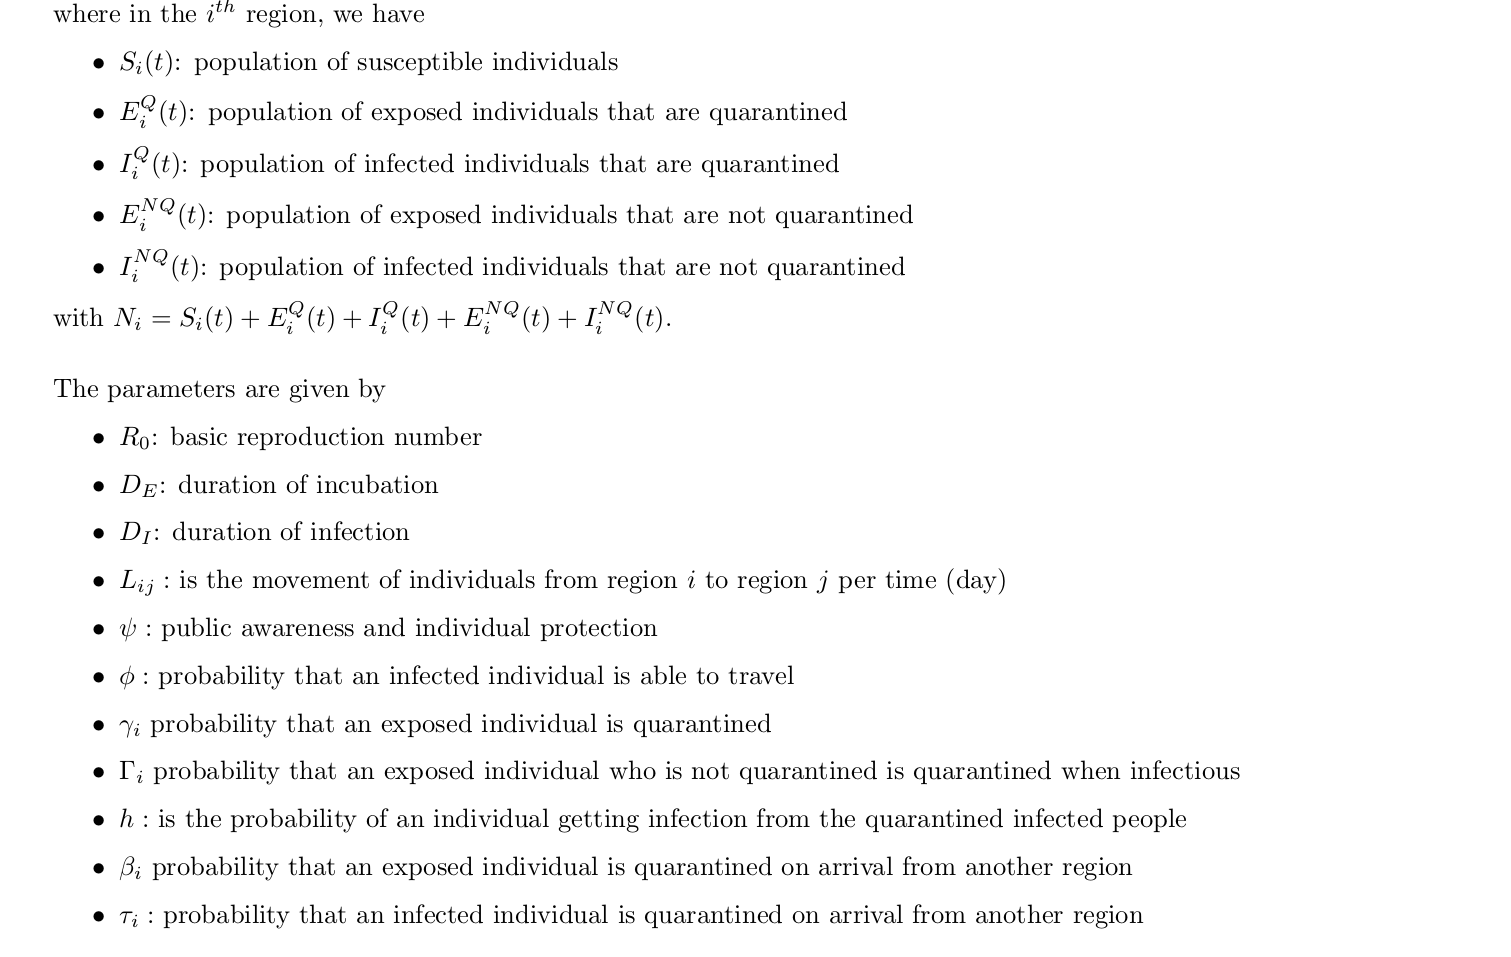 where in the $i^{th}$ region, we have
• $S_i(t)$: population of susceptible individuals
• $E_i^Q(t)$: population of exposed individuals that are quarantined
• $I_i^Q(t)$: population of infected individuals that are quarantined
• $E_i^{NQ}(t)$: population of exposed individuals that are not quarantined
• $I_i^{NQ}(t)$: population of infected individuals that are not quarantined
with $N_i = S_i(t) + E_i^Q(t) + I_i^Q(t) + E_i^{NQ}(t) + I_i^{NQ}(t)$.
The parameters are given by
• $R_0$: basic reproduction number
• $D_E$: duration of incubation
• $D_I$: duration of infection
• $L_{ij}$ : is the movement of individuals from region $i$ to region $j$ per time (day)
• $\psi$ : public awareness and individual protection
• $\phi$ : probability that an infected individual is able to travel
• $\gamma_i$ probability that an exposed individual is quarantined
• $\Gamma_i$ probability that an exposed individual who is not quarantined is quarantined when infectious
• $h$ : is the probability of an individual getting infection from the quarantined infected people
• $\beta_i$ probability that an exposed individual is quarantined on arrival from another region
• $\tau_i$ : probability that an infected individual is quarantined on arrival from another region